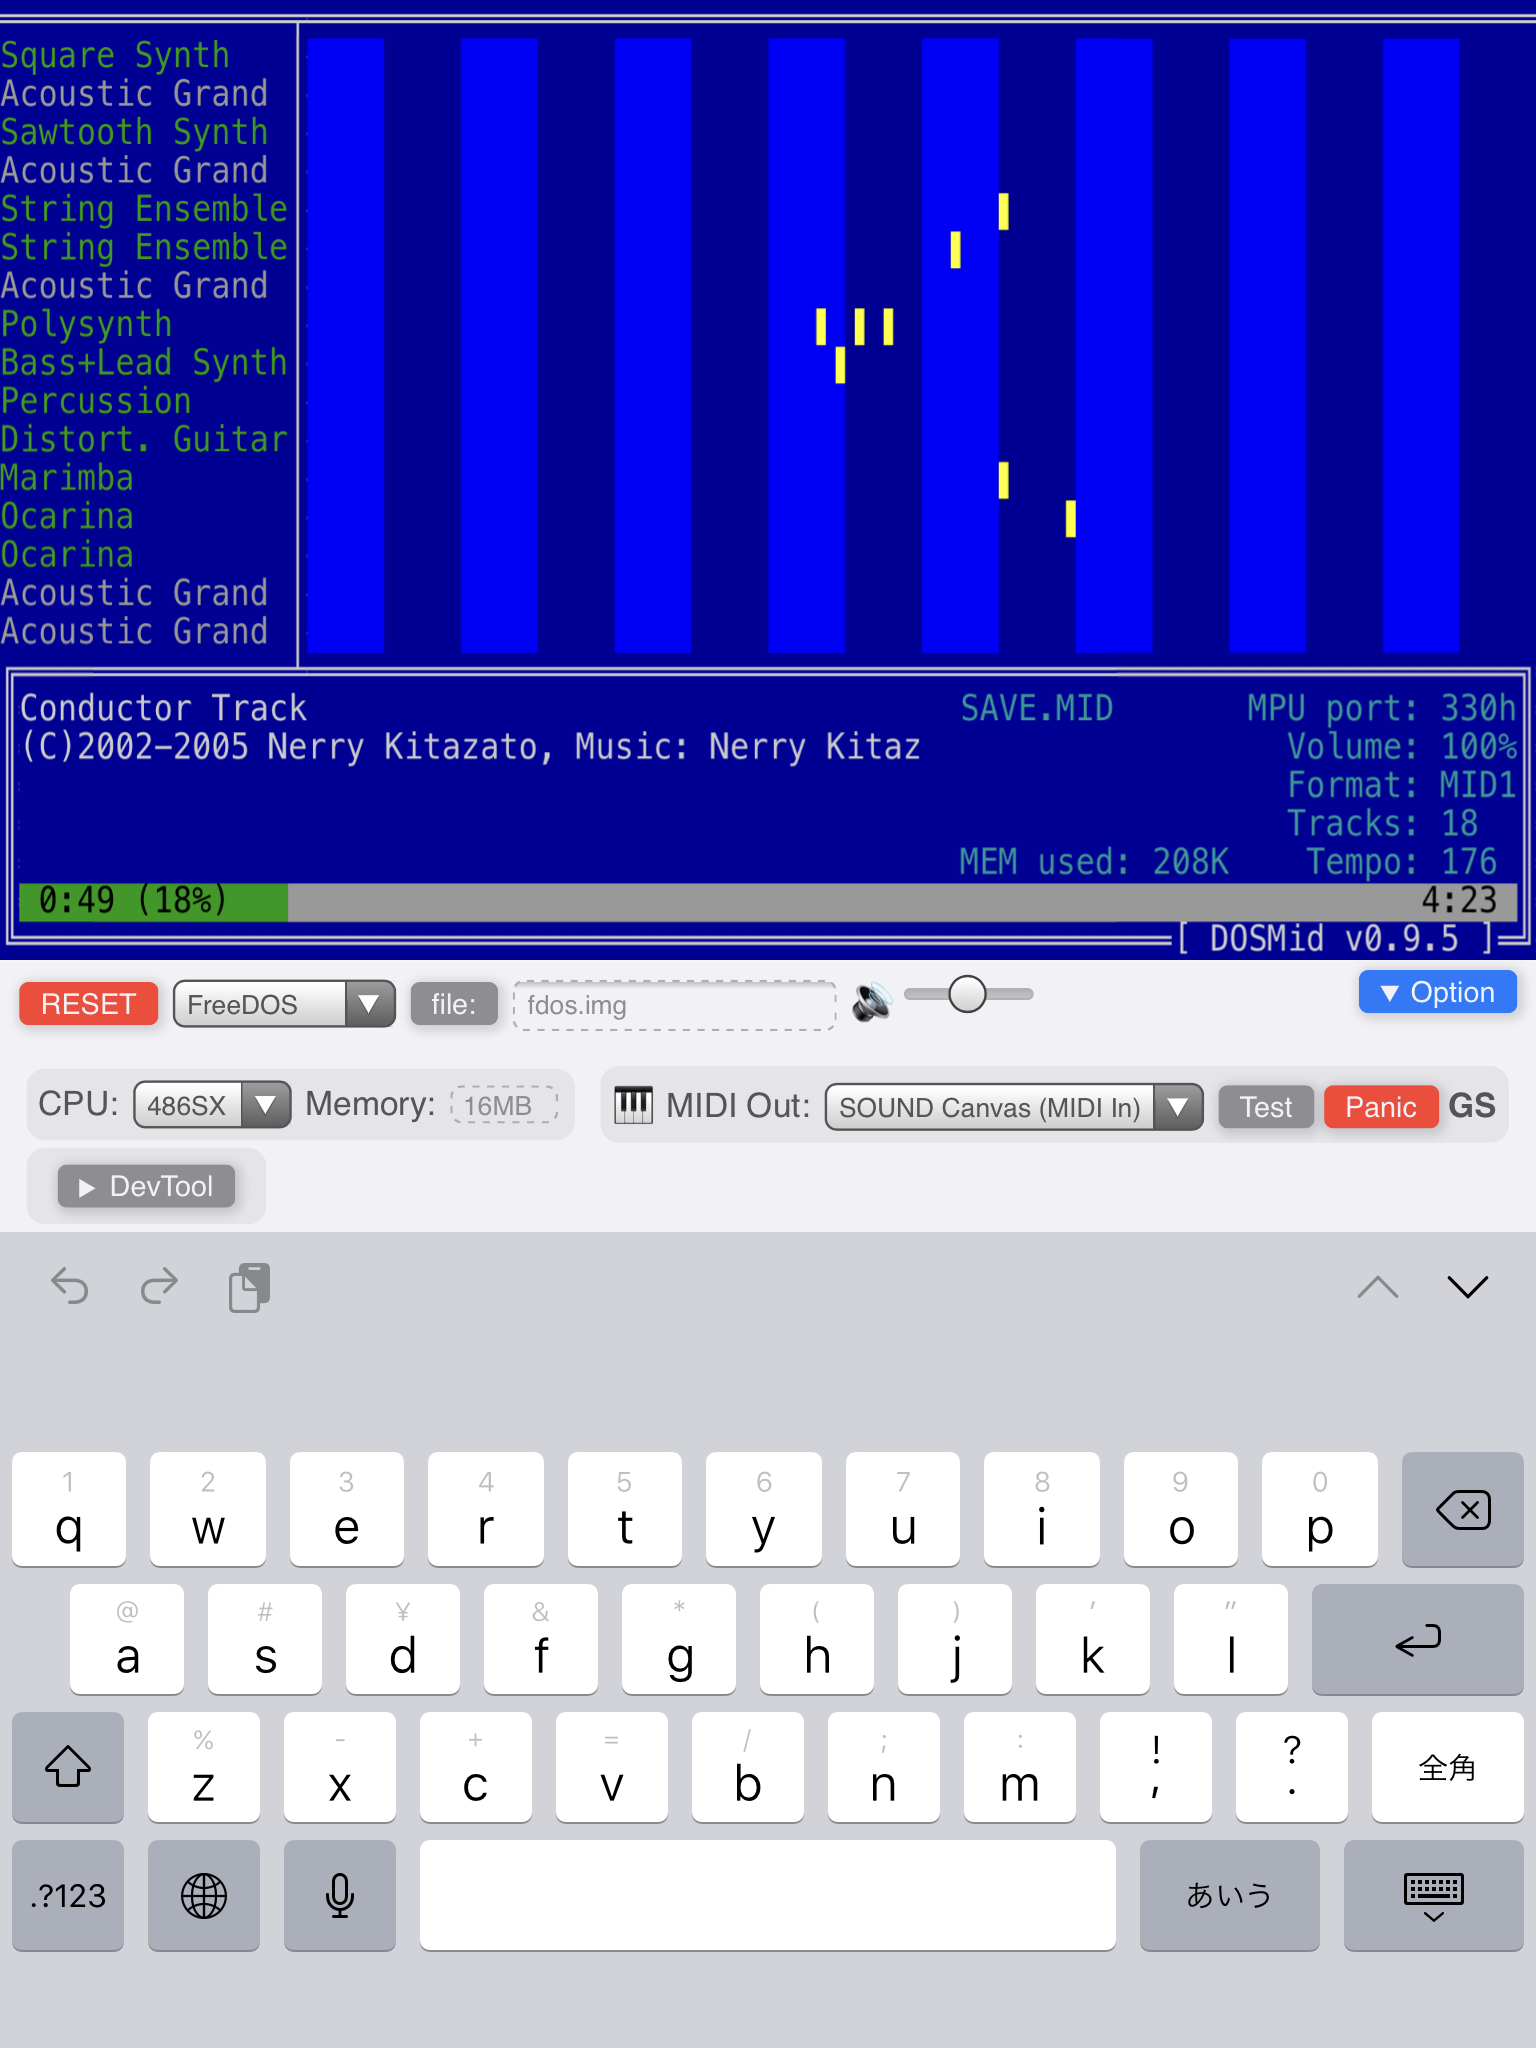 Square Synth
Acoustic Grand
Sawtooth Synth
Acoustic Grand
String Ensemble
String Ensemble
Acoustic Grand
Polysynth
Bass+Lead Synth
Percussion
Distort. Guitar
Marimba
Ocarina
Ocarina
Acoustic Grand
Acoustic Grand
Conductor Track SAVE.MID MPU port: 330h
(C)2002-2005 Nerry Kitazato, Music: Nerry Kitaz Volume: 100%
Format: MID1
Tracks: 18
MEM used: 208K Tempo: 176
0:49 (18%) 4:23
[ DOSMid v0.9.5 ]
RESET FreeDOS ▼ file: fdos.img ▼ Option
CPU: 486SX ▼ Memory: 16MB MIDI Out: SOUND Canvas (MIDI In) ▼ Test Panic GS
▶ DevTool
1 2 3 4 5 6 7 8 9 0
q w e r t y u i o p
@ # ¥ & * ( ) ' "
a s d f g h j k l
% - + = / ; : ! ?
z x c v b n m , . 全角
.?123 あいう